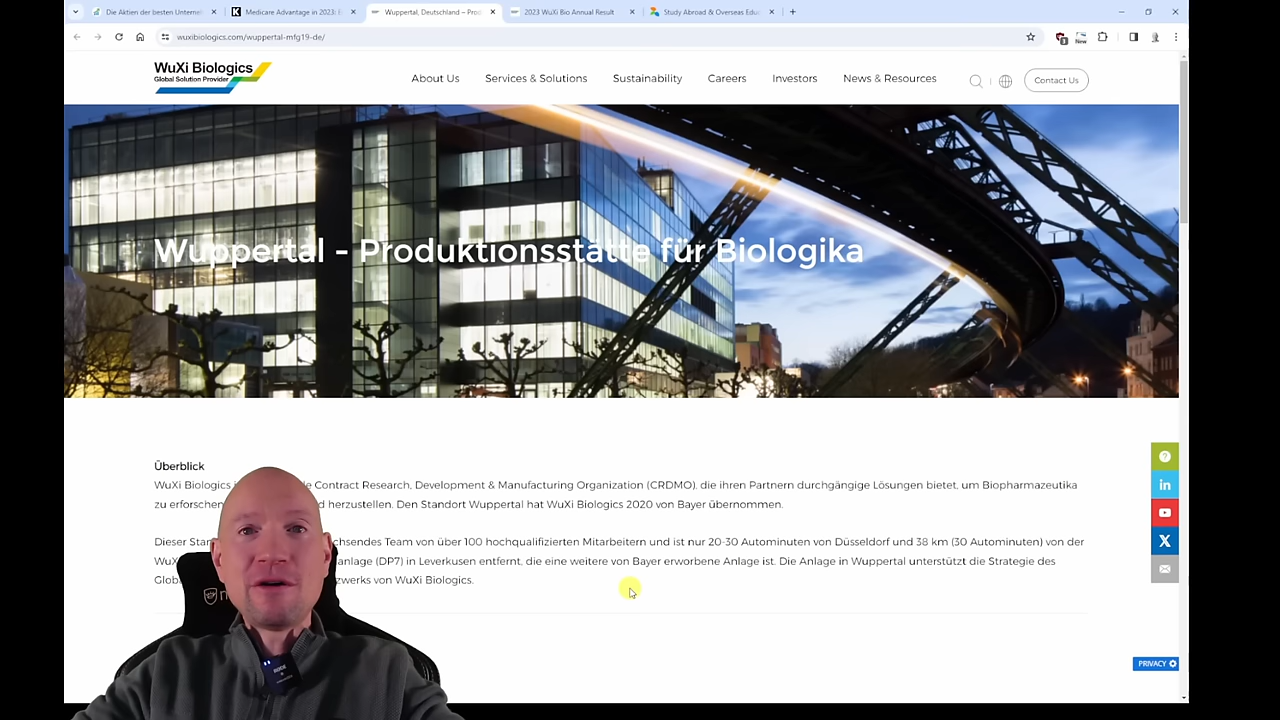 Die Aktien der besten Unterneh
Medicare Advantage in 2023: E
Wuppertal, Deutschland – Proc
2023 WuXi Bio Annual Result
Study Abroad & Overseas Educ
wuxibiologics.com/wuppertal-mfg19-de/
New
WuXi Biologics
Global Solution Provider
About Us
Services & Solutions
Sustainability
Careers
Investors
News & Resources
Contact Us
Wuppertal - Produktionsstätte für Biologika
Überblick
WuXi Biologics Contract Research, Development & Manufacturing Organization (CRDMO), die ihren Partnern durchgängige Lösungen bietet, um Biopharmazeutika
zu erforschen herzustellen. Den Standort Wuppertal hat WuXi Biologics 2020 von Bayer übernommen.
Dieser chsendes Team von über 100 hochqualifizierten Mitarbeitern und ist nur 20-30 Autominuten von Düsseldorf und 38 km (30 Autominuten) von der
WuX anlage (DP7) in Leverkusen entfernt, die eine weitere von Bayer erworbene Anlage ist. Die Anlage in Wuppertal unterstützt die Strategie des
Glob zwerks von WuXi Biologics.
PRIVACY